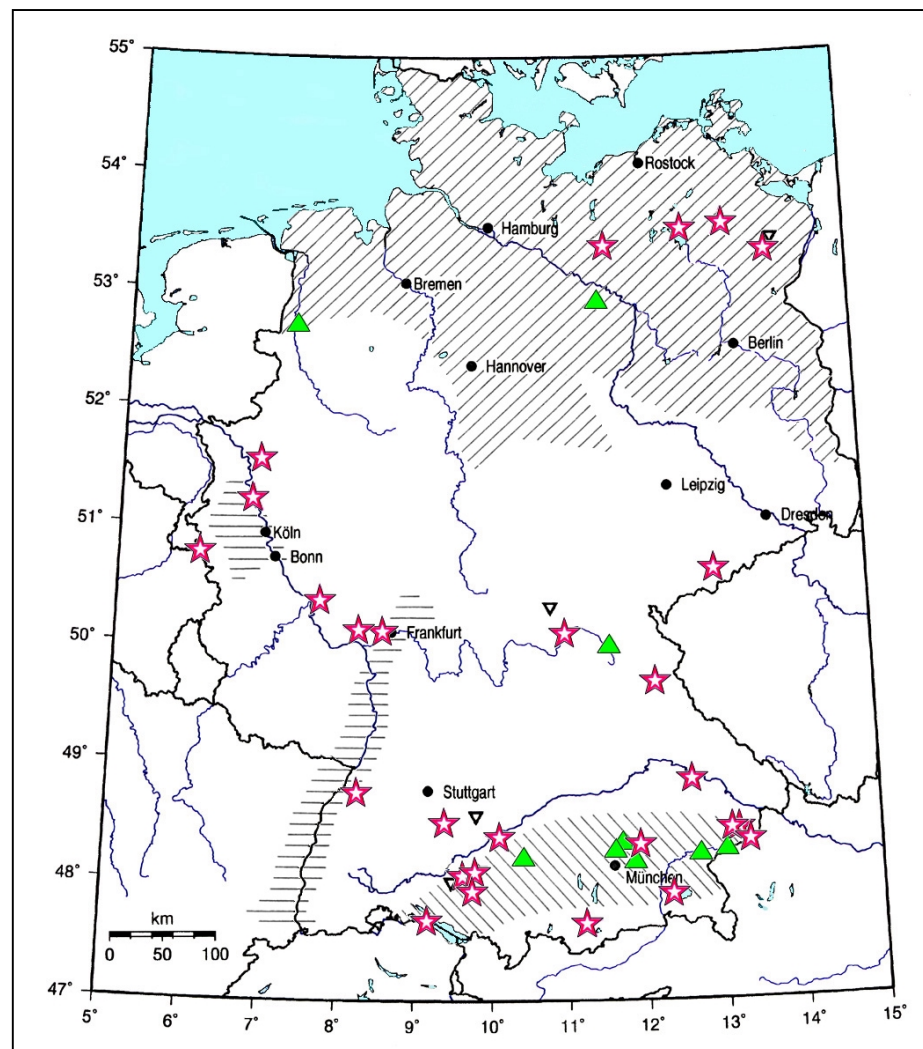 55°
54°
Rostock
Hamburg
53°
Bremen
Berlin
Hannover
52°
Leipzig
51°
Dresden
Köln
Bonn
50°
Frankfurt
49°
Stuttgart
48°
München
km
0 50 100
47°
5° 6° 7° 8° 9° 10° 11° 12° 13° 14° 15°